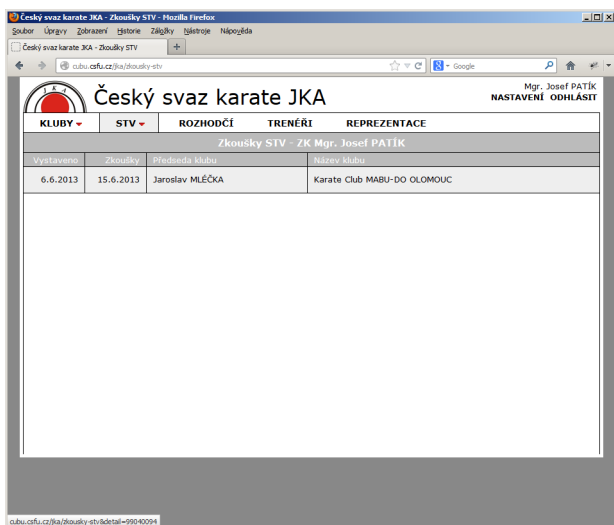 Český svaz karate JKA - Zkoušky STV - Mozilla Firefox
Soubor Úpravy Zobrazení Historie Záložky Nástroje Nápověda
Český svaz karate JKA - Zkoušky STV
cubu.csfu.cz/jka/zkousky-stv
Google
JKA
Český svaz karate JKA
Mgr. Josef PATÍK
NASTAVENÍ ODHLÁSIT
KLUBY STV ROZHODČÍ TRENÉŘI REPREZENTACE
Zkoušky STV - ZK Mgr. Josef PATÍK
Vystaveno Zkoušky Předseda klubu Název klubu
6.6.2013 15.6.2013 Jaroslav MLÉČKA Karate Club MABU-DO OLOMOUC
cubu.csfu.cz/jka/zkousky-stv&detail=99040094